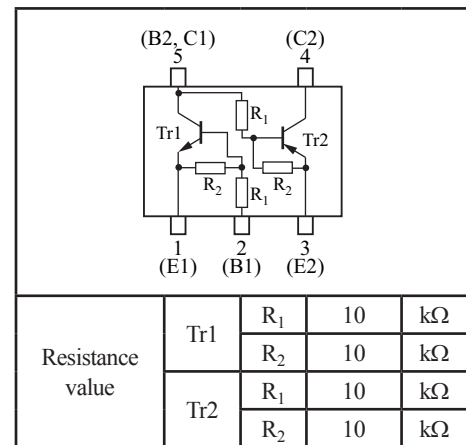 (B2, C1) (C2)
5 4
R1
Tr1 Tr2
R2 R2
R1
1 2 3
(E1) (B1) (E2)
Resistance value Tr1 R1 10 kΩ
R2 10 kΩ
Tr2 R1 10 kΩ
R2 10 kΩ